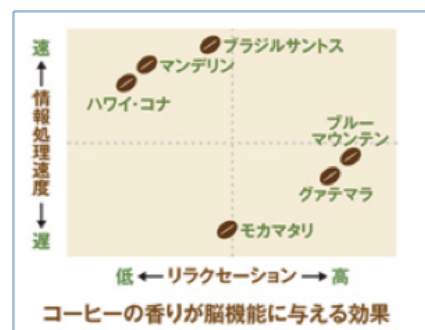 速
情報処理速度
遅
ブラジルサントス
マンデリン
ハワイ・コナ
ブルー
マウンテン
グァテマラ
モカマタリ
低 リラクセーション 高
コーヒーの香りが脳機能に与える効果